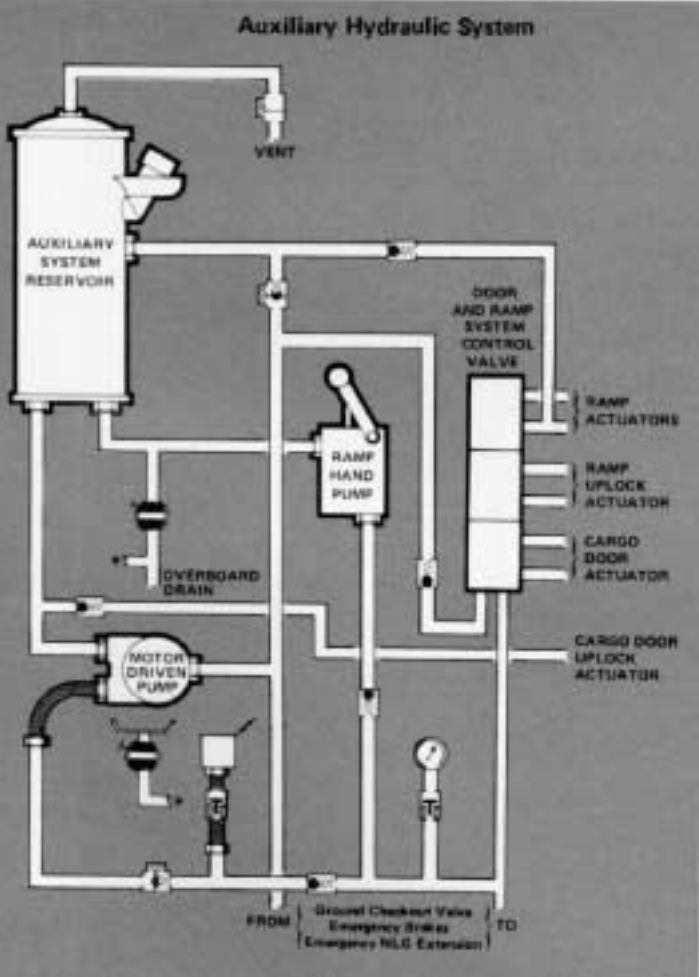 Auxiliary Hydraulic System
VENT
AUXILIARY
SYSTEM
RESERVOIR
DOOR
AND RAMP
SYSTEM
CONTROL
VALVE
RAMP
ACTUATORS
RAMP
HAND
PUMP
RAMP
UPLOCK
ACTUATOR
CARGO
DOOR
ACTUATOR
OVERBOARD
DRAIN
CARGO DOOR
UPLOCK
ACTUATOR
MOTOR
DRIVEN
PUMP
FROM
Ground Checkout Valve
Emergency Brakes
Emergency NLG Extension
TO